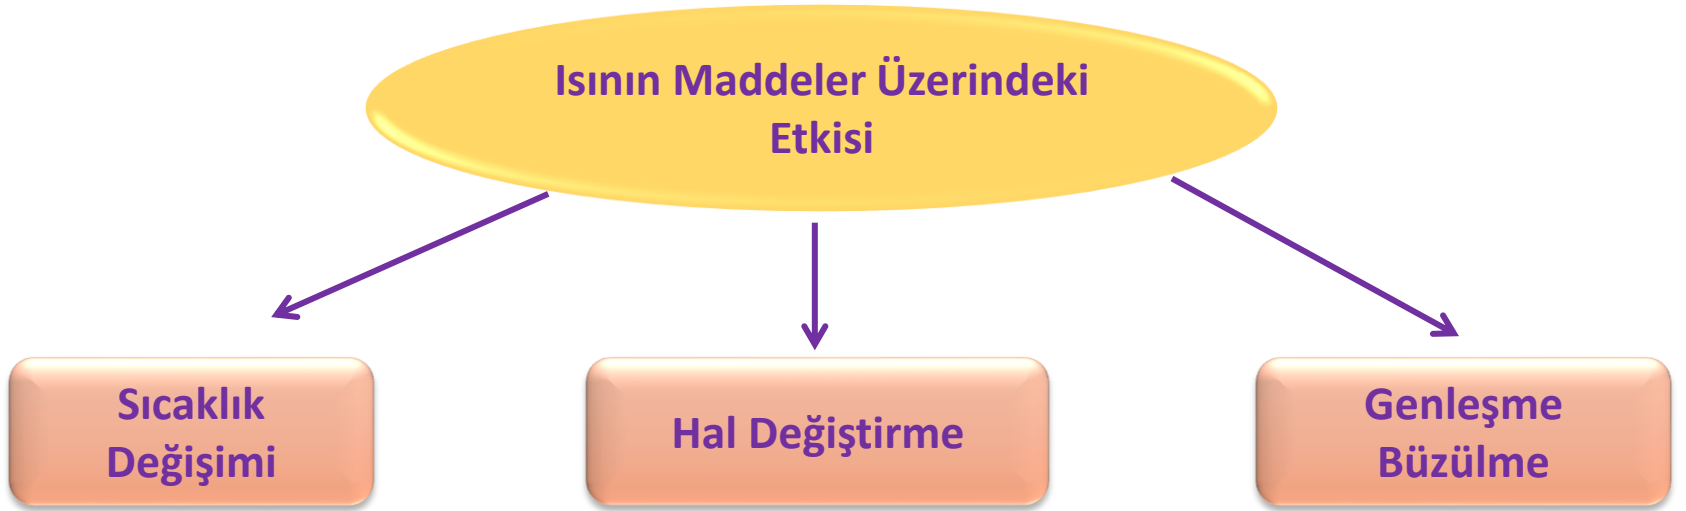 Isının Maddeler Üzerindeki
Etkisi
Sıcaklık
Değişimi
Hal Değiştirme
Genleşme
Büzülme